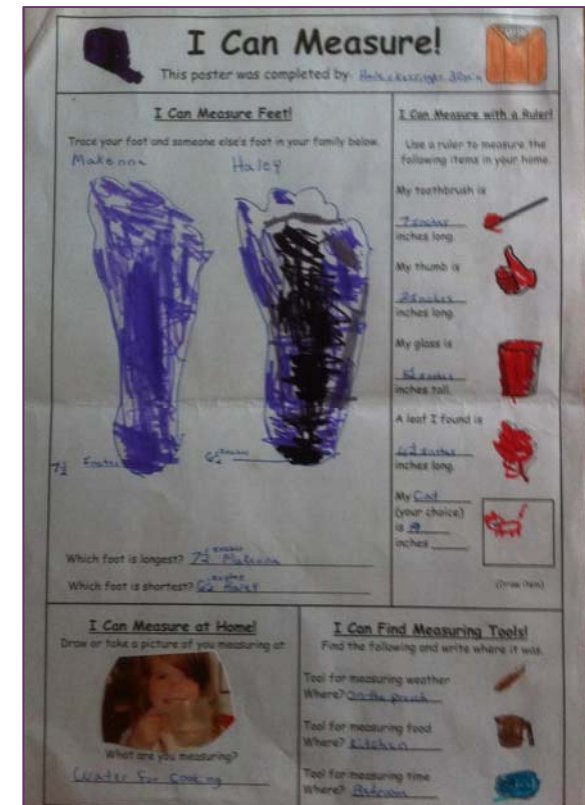 I Can Measure!
This poster was completed by:
I Can Measure Feet!
Trace your foot and someone else's foot in your family below.
Makenna Haley
7½
6½
Which foot is longest? 7½ Makenna
Which foot is shortest? 6½ Haley
I Can Measure with a Ruler!
Use a ruler to measure the
following items in your home.
My toothbrush is
7
inches long.
My thumb is
inches long.
My glass is
inches tall.
A leaf I found is
inches long.
My Cat
(your choice)
is
inches
(Draw item)
I Can Measure at Home!
Draw or take a picture of you measuring at
What are you measuring?
Water For Cooking
I Can Find Measuring Tools!
Find the following and write where it was.
Tool for measuring weather
Where? On the porch
Tool for measuring food
Where? Kitchen
Tool for measuring time
Where?